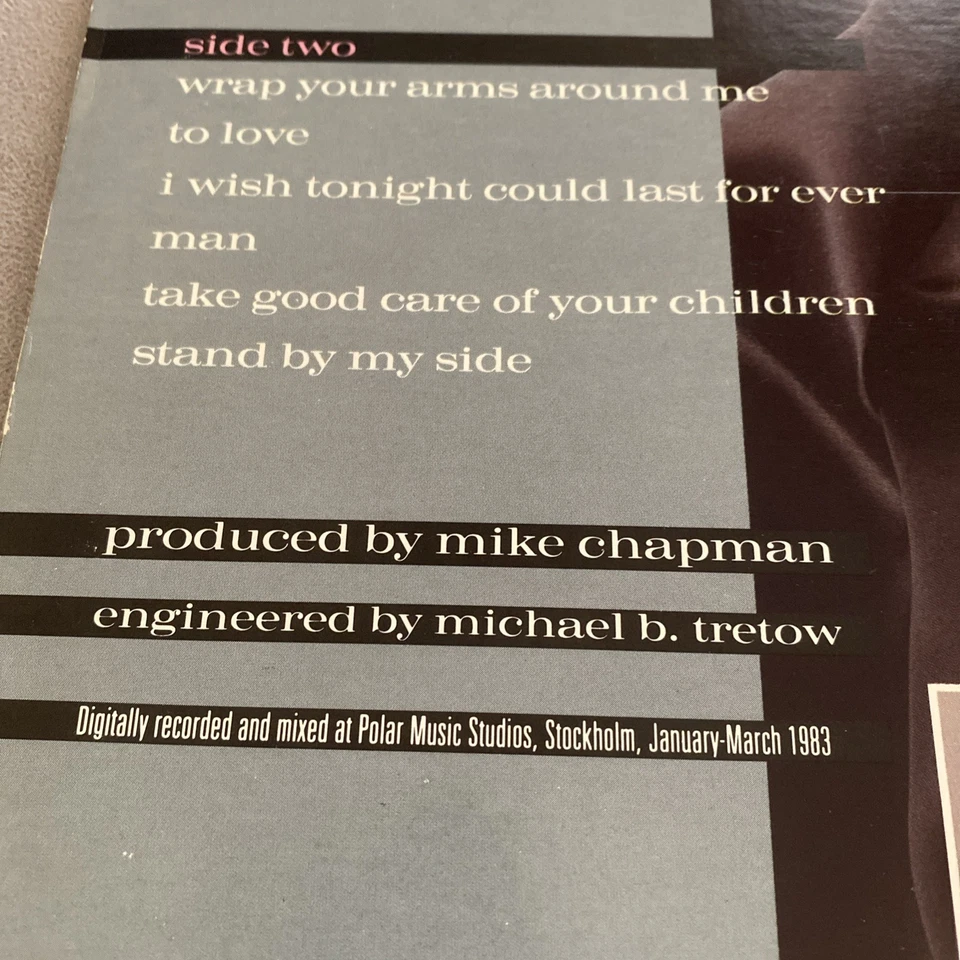 side two
wrap your arms around me
to love
i wish tonight could last for ever
man
take good care of your children
stand by my side
produced by mike chapman
engineered by michael b. tretow
Digitally recorded and mixed at Polar Music Studios, Stockholm, January-March 1983